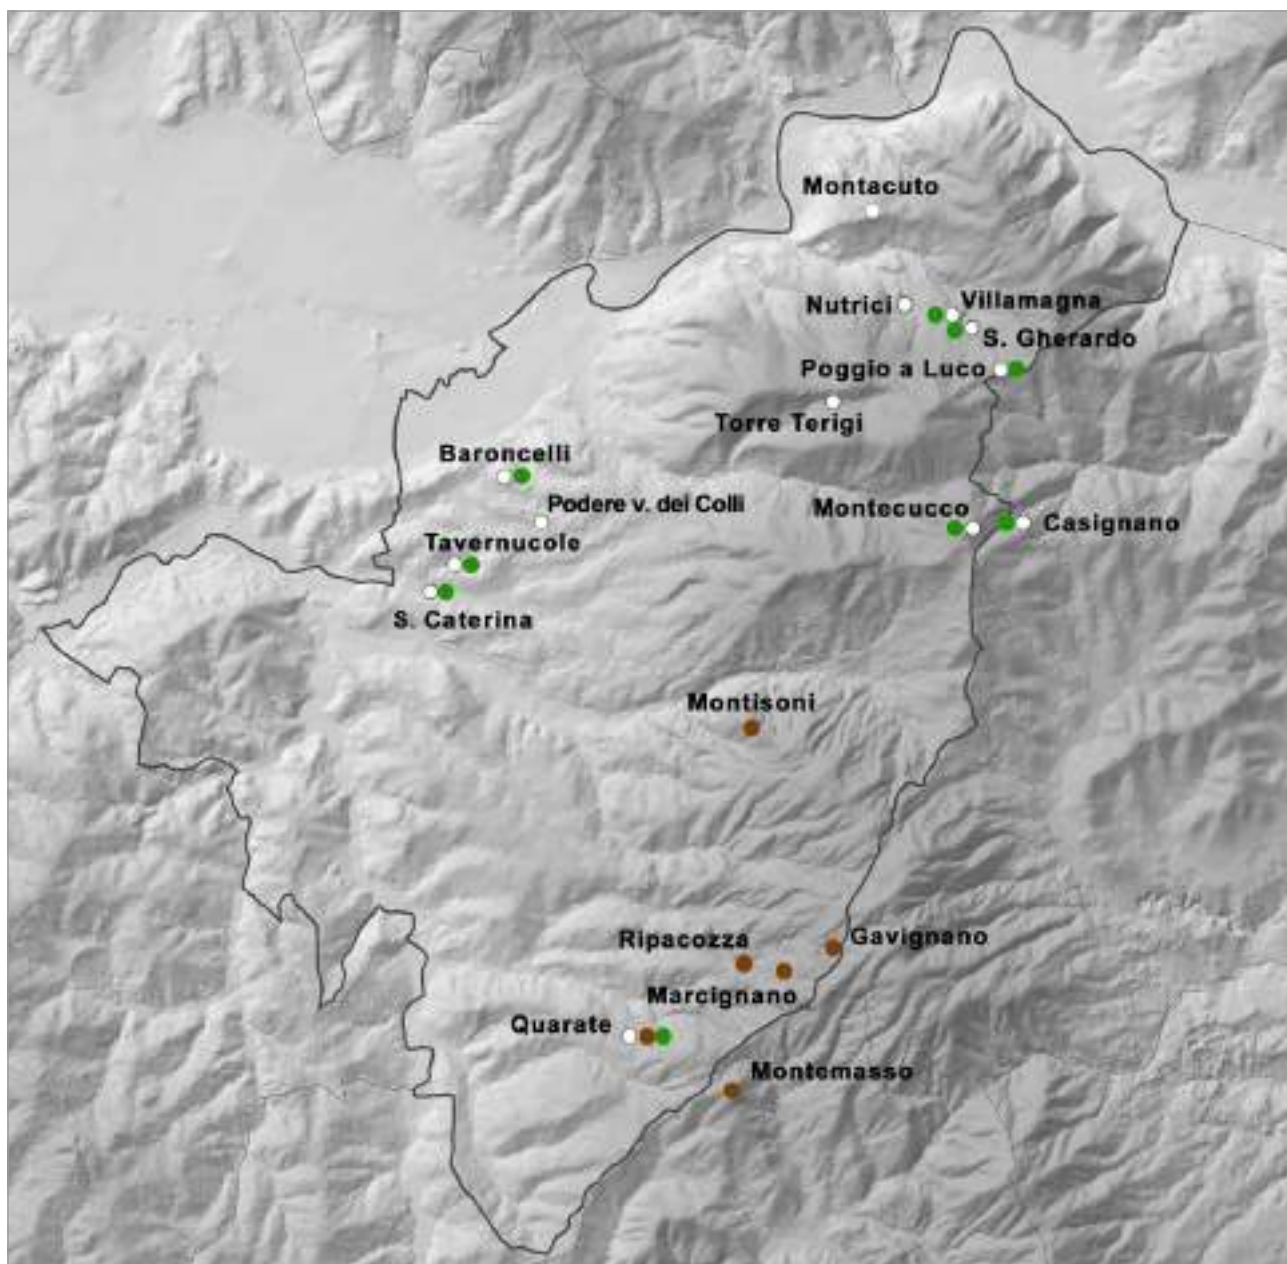 Montacuto
Nutrici
Villamagna
S. Gherardo
Poggio a Luco
Torre Terigi
Baroncelli
Podere v. dei Colli
Montecucco
Casignano
Tavernucole
S. Caterina
Montisoni
Ripacozza
Gavignano
Marcignano
Quarate
Montemasso